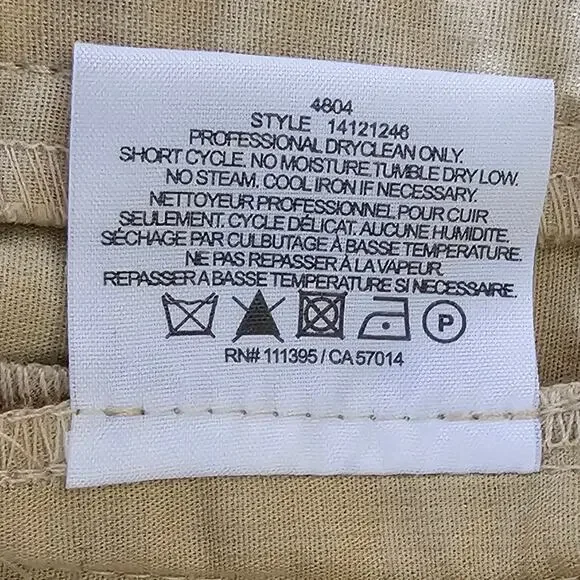 4804
STYLE 14121246
PROFESSIONAL DRYCLEAN ONLY.
SHORT CYCLE. NO MOISTURE. TUMBLE DRY LOW.
NO STEAM. COOL IRON IF NECESSARY.
NETTOYEUR PROFESSIONNEL POUR CUIR
SEULEMENT. CYCLE DÉLICAT. AUCUNE HUMIDITE.
SÉCHAGE PAR CULBUTAGE À BASSE TEMPERATURE.
NE PAS REPASSER À LA VAPEUR.
REPASSER A BASSE TEMPERATURE SI NECESSAIRE.
P
RN# 111395 / CA 57014